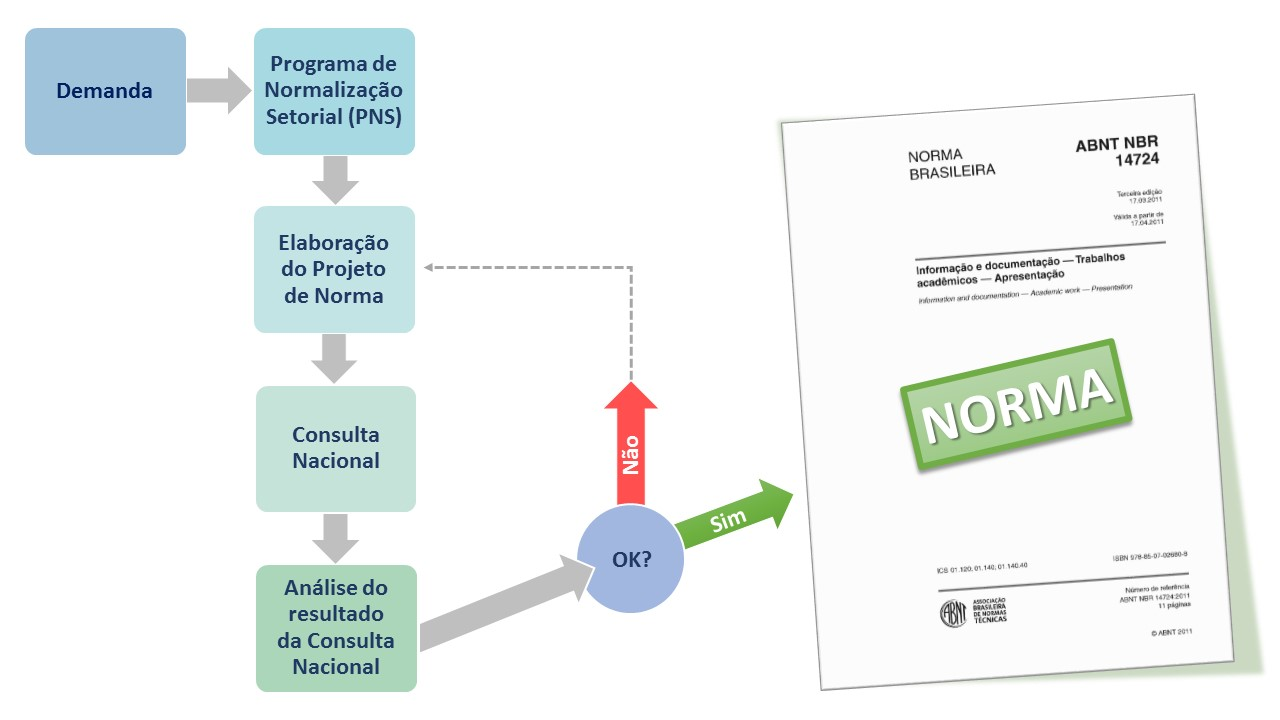 Demanda
Programa de
Normalização
Setorial (PNS)
Elaboração
do Projeto
de Norma
Consulta
Nacional
Análise do
resultado
da Consulta
Nacional
OK?
Não
Sim
NORMA
BRASILEIRA
ABNT NBR
14724
Terceira edição
17.03.2011
Válida a partir de
17.04.2011
Informação e documentação — Trabalhos
acadêmicos — Apresentação
Information and documentation — Academic work — Presentation
NORMA
ICS 01.120; 01.140; 01.140.40
ISBN 978-85-07-02680-8
ABNT
ASSOCIAÇÃO
BRASILEIRA
DE NORMAS
TÉCNICAS
Número de referência
ABNT NBR 14724:2011
11 páginas
© ABNT 2011